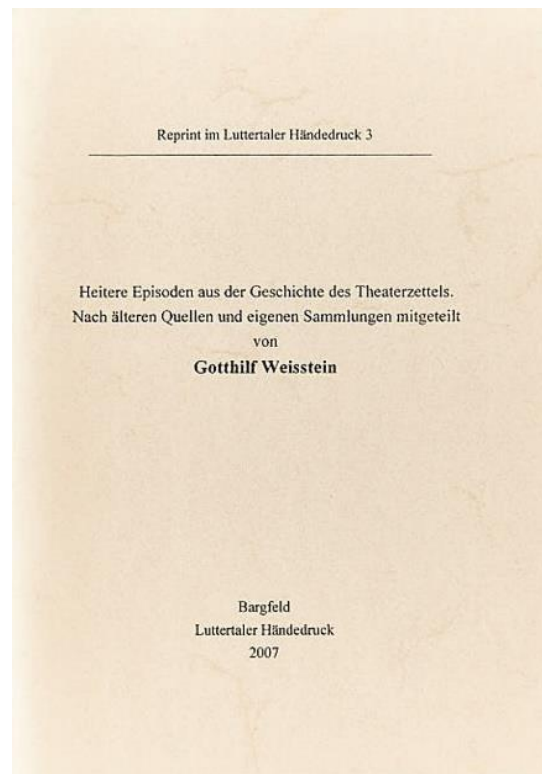 Reprint im Luttertaler Händedruck 3
Heitere Episoden aus der Geschichte des Theaterzettels.
Nach älteren Quellen und eigenen Sammlungen mitgeteilt
von
Gotthilf Weisstein
Bargfeld
Luttertaler Händedruck
2007